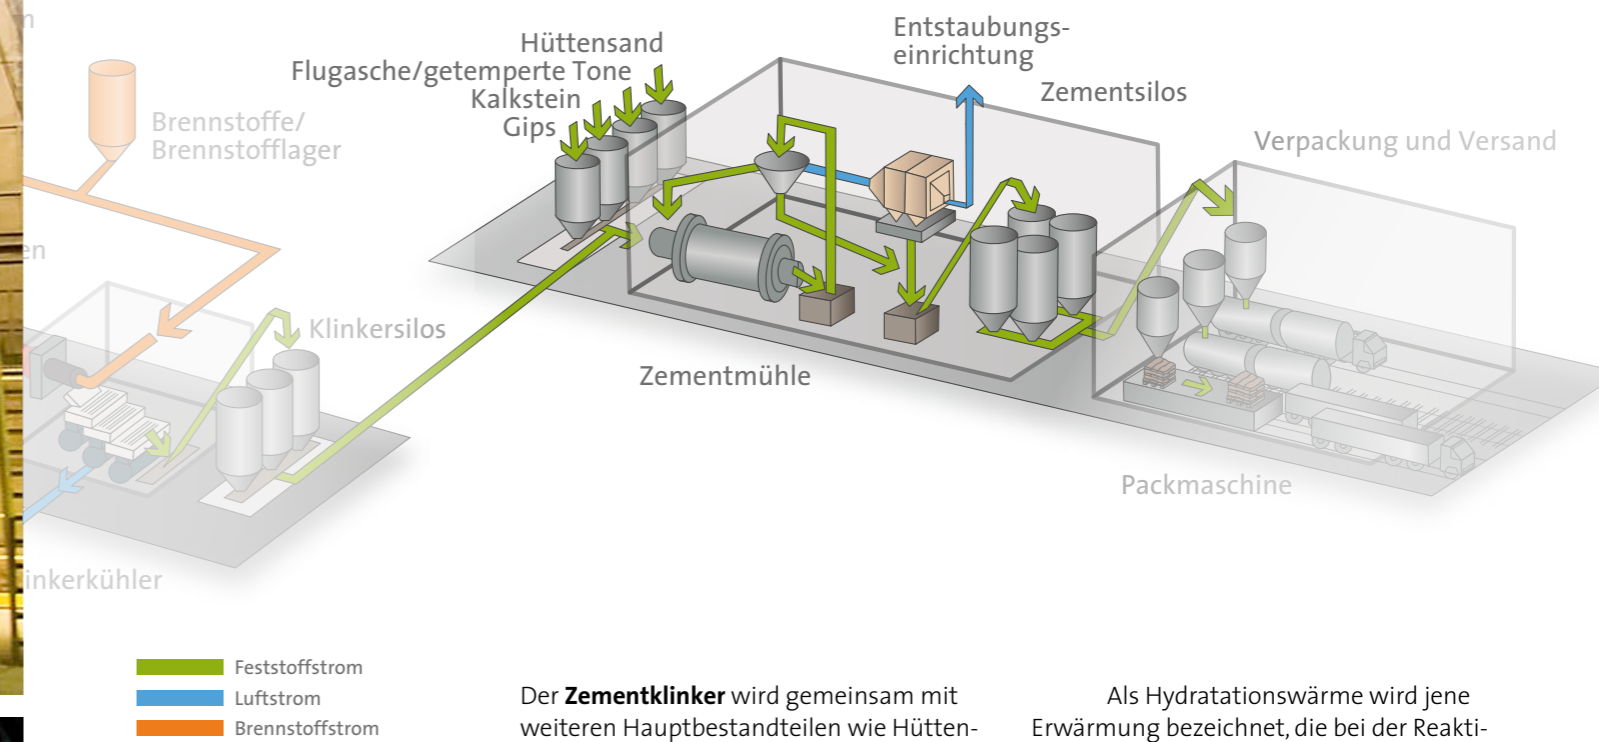 Hüttensand
Flugasche/getemperte Tone
Kalkstein
Gips
Entstaubungs-
einrichtung
Zementsilos
Verpackung und Versand
Brennstoffe/
Brennstofflager
Klinkersilos
Zementmühle
Packmaschine
inkerkühler
Feststoffstrom
Luftstrom
Brennstoffstrom
Der Zementklinker wird gemeinsam mit
weiteren Hauptbestandteilen wie Hütten-
Als Hydratationswärme wird jene
Erwärmung bezeichnet, die bei der Reakti-